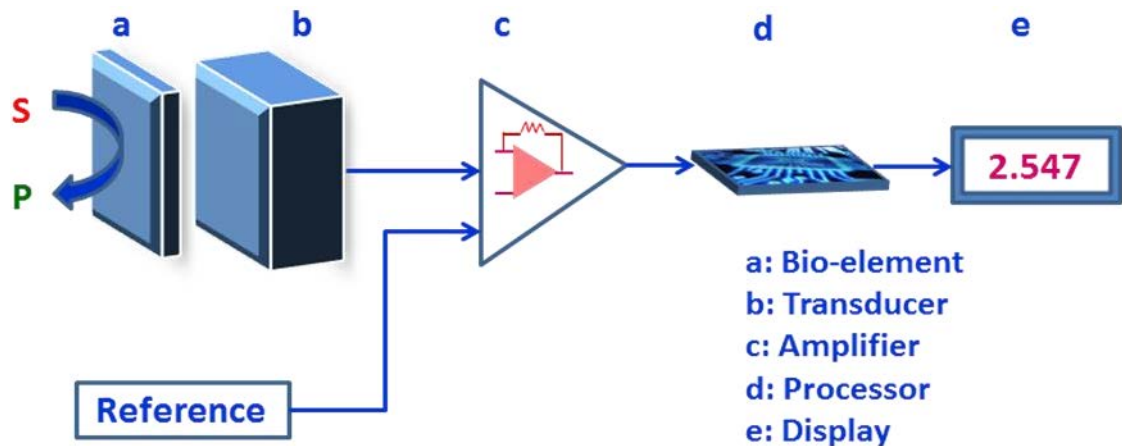 a b c d e
S
P
2.547
a: Bio-element
b: Transducer
c: Amplifier
d: Processor
e: Display
Reference